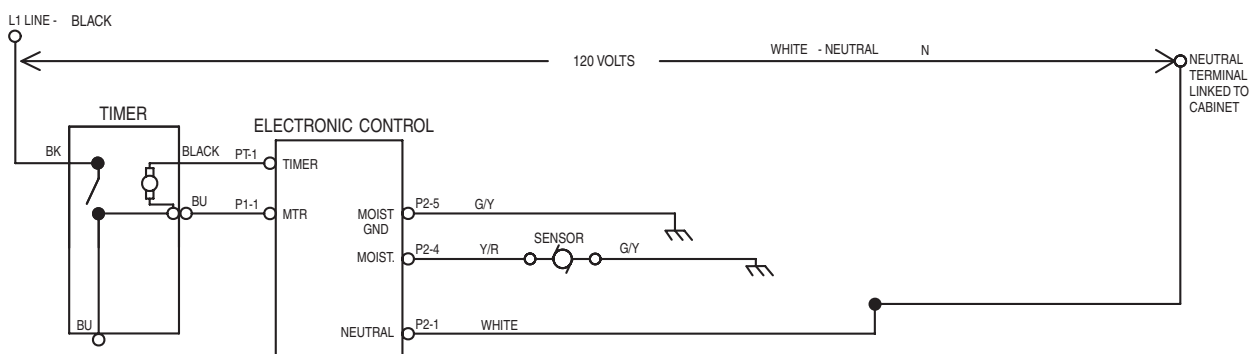 L1 LINE - BLACK
120 VOLTS
WHITE - NEUTRAL N
NEUTRAL
TERMINAL
LINKED TO
CABINET
TIMER
ELECTRONIC CONTROL
BK
BLACK
PT-1
TIMER
BU
P1-1
MTR
MOIST
GND
P2-5
G/Y
MOIST.
P2-4
Y/R
SENSOR
G/Y
BU
NEUTRAL
P2-1
WHITE